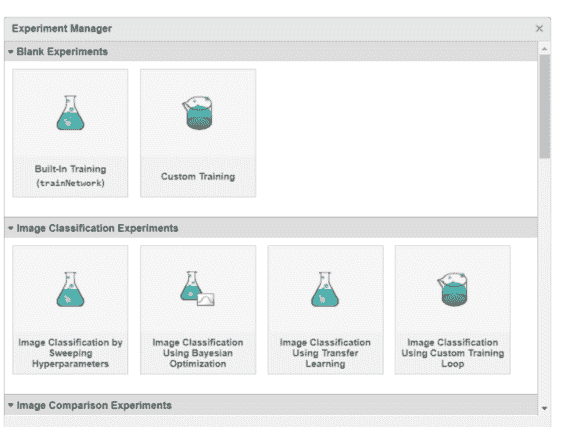 Experiment Manager
Blank Experiments
Built-In Training
(trainNetwork)
Custom Training
Image Classification Experiments
Image Classification by
Sweeping
Hyperparameters
Image Classification
Using Bayesian
Optimization
Image Classification
Using Transfer
Learning
Image Classification
Using Custom Training
Loop
Image Comparison Experiments